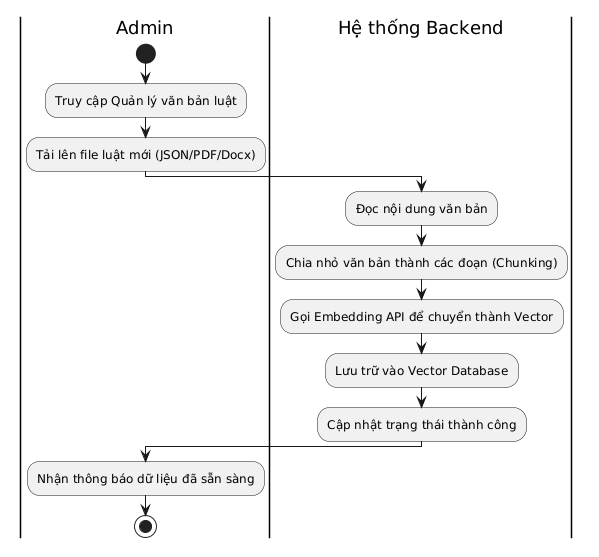 Admin
Hệ thống Backend
Truy cập Quản lý văn bản luật
Tải lên file luật mới (JSON/PDF/Docx)
Đọc nội dung văn bản
Chia nhỏ văn bản thành các đoạn (Chunking)
Gọi Embedding API để chuyển thành Vector
Lưu trữ vào Vector Database
Cập nhật trạng thái thành công
Nhận thông báo dữ liệu đã sẵn sàng